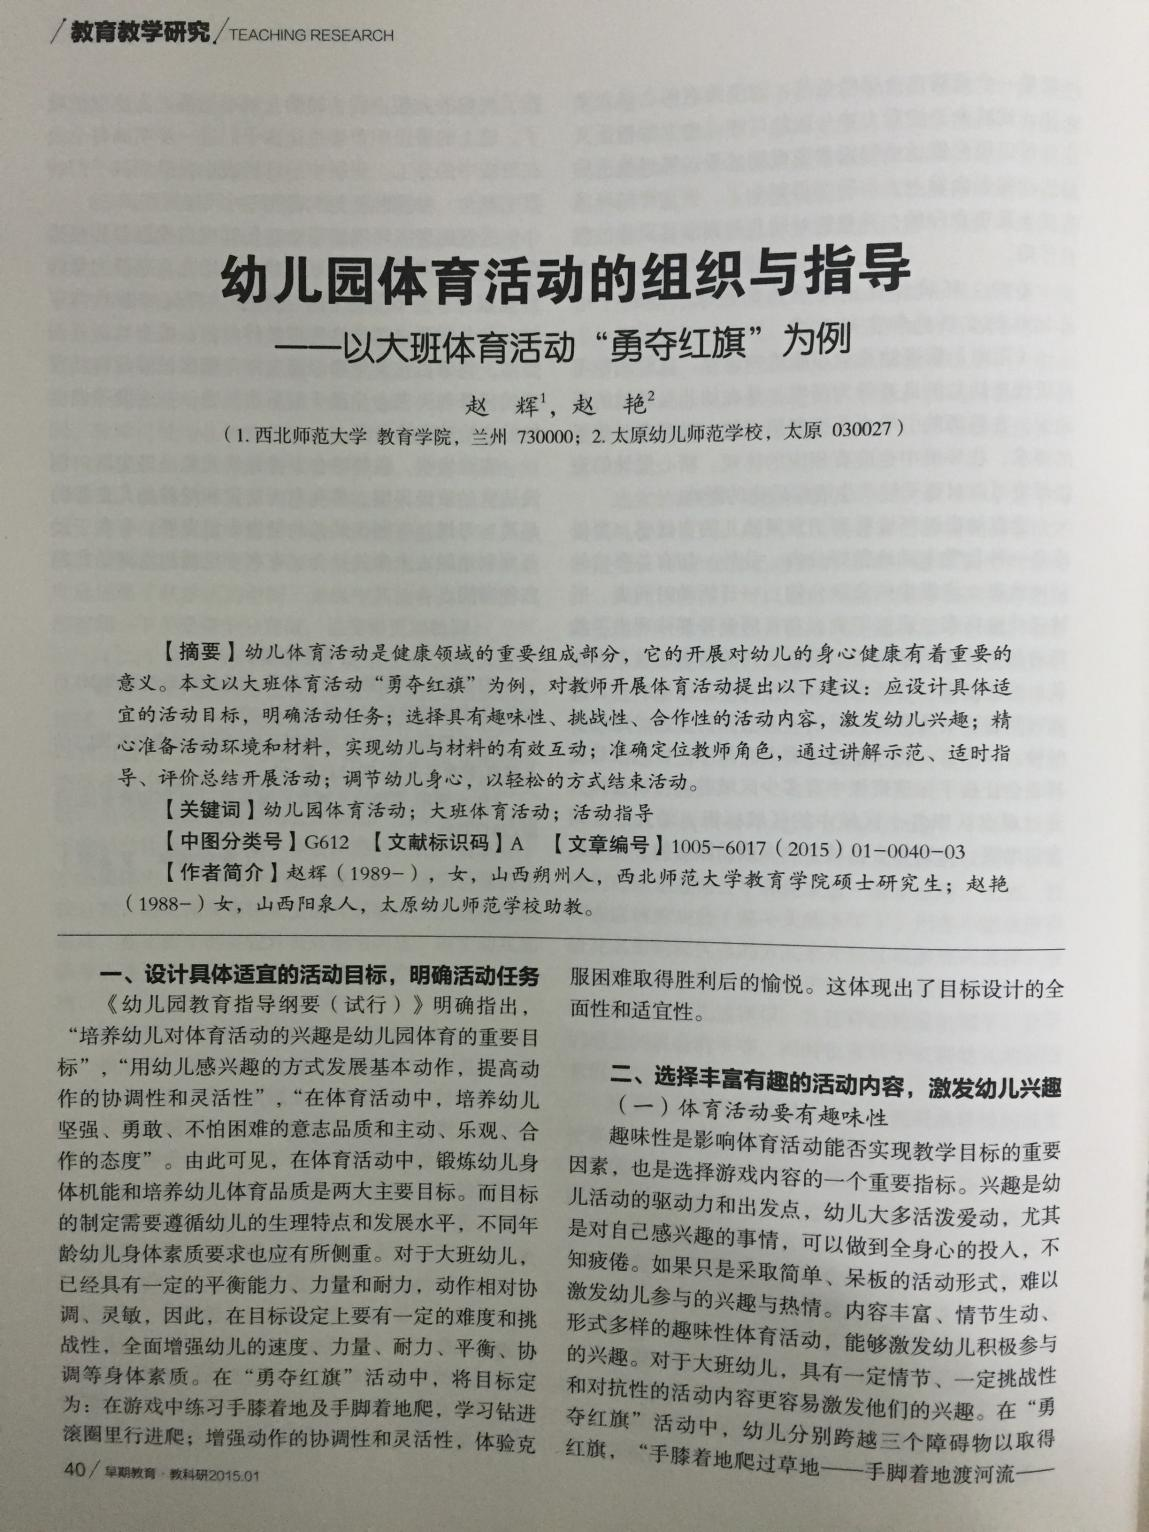 教育教学研究 / TEACHING RESEARCH
幼儿园体育活动的组织与指导
——以大班体育活动“勇夺红旗”为例
赵 辉1，赵 艳2
（1.西北师范大学 教育学院，兰州 730000；2.太原幼儿师范学校，太原 030027）
【摘要】幼儿体育活动是健康领域的重要组成部分，它的开展对幼儿的身心健康有着重要的
意义。本文以大班体育活动“勇夺红旗”为例，对教师开展体育活动提出以下建议：应设计具体适
宜的活动目标，明确活动任务；选择具有趣味性、挑战性、合作性的活动内容，激发幼儿兴趣；精
心准备活动环境和材料，实现幼儿与材料的有效互动；准确定位教师角色，通过讲解示范、适时指
导、评价总结开展活动；调节幼儿身心，以轻松的方式结束活动。
【关键词】幼儿园体育活动；大班体育活动；活动指导
【中图分类号】G612 【文献标识码】A 【文章编号】1005-6017（2015）01-0040-03
【作者简介】赵辉（1989-），女，山西朔州人，西北师范大学教育学院硕士研究生；赵艳
（1988-）女，山西阳泉人，太原幼儿师范学校助教。
一、设计具体适宜的活动目标，明确活动任务
《幼儿园教育指导纲要（试行）》明确指出，
“培养幼儿对体育活动的兴趣是幼儿园体育的重要目
标”，“用幼儿感兴趣的方式发展基本动作，提高动
作的协调性和灵活性”，“在体育活动中，培养幼儿
坚强、勇敢、不怕困难的意志品质和主动、乐观、合
作的态度”。由此可见，在体育活动中，锻炼幼儿身
体机能和培养幼儿体育品质是两大主要目标。而目标
的制定需要遵循幼儿的生理特点和发展水平，不同年
龄幼儿身体素质要求也应有所侧重。对于大班幼儿，
已经具有一定的平衡能力、力量和耐力，动作相对协
调、灵敏，因此，在目标设定上要有一定的难度和挑
战性，全面增强幼儿的速度、力量、耐力、平衡、协
调等身体素质。在“勇夺红旗”活动中，将目标定
为：在游戏中练习手膝着地及手脚着地爬，学习钻进
滚圈里行进爬；增强动作的协调性和灵活性，体验克
服困难取得胜利后的愉悦。这体现出了目标设计的全
面性和适宜性。
二、选择丰富有趣的活动内容，激发幼儿兴趣
（一）体育活动要有趣味性
趣味性是影响体育活动能否实现教学目标的重要
因素，也是选择游戏内容的一个重要指标。兴趣是幼
儿活动的驱动力和出发点，幼儿大多活泼爱动，尤其
是对自己感兴趣的事情，可以做到全身心的投入，不
知疲倦。如果只是采取简单、呆板的活动形式，难以
激发幼儿参与的兴趣与热情。内容丰富、情节生动、
形式多样的趣味性体育活动，能够激发幼儿积极参与
的兴趣。对于大班幼儿，具有一定情节、一定挑战性
和对抗性的活动内容更容易激发他们的兴趣。在“勇
夺红旗”活动中，幼儿分别跨越三个障碍物以取得
红旗，“手膝着地爬过草地——手脚着地渡河流——
40 / 早期教育·教科研2015.01